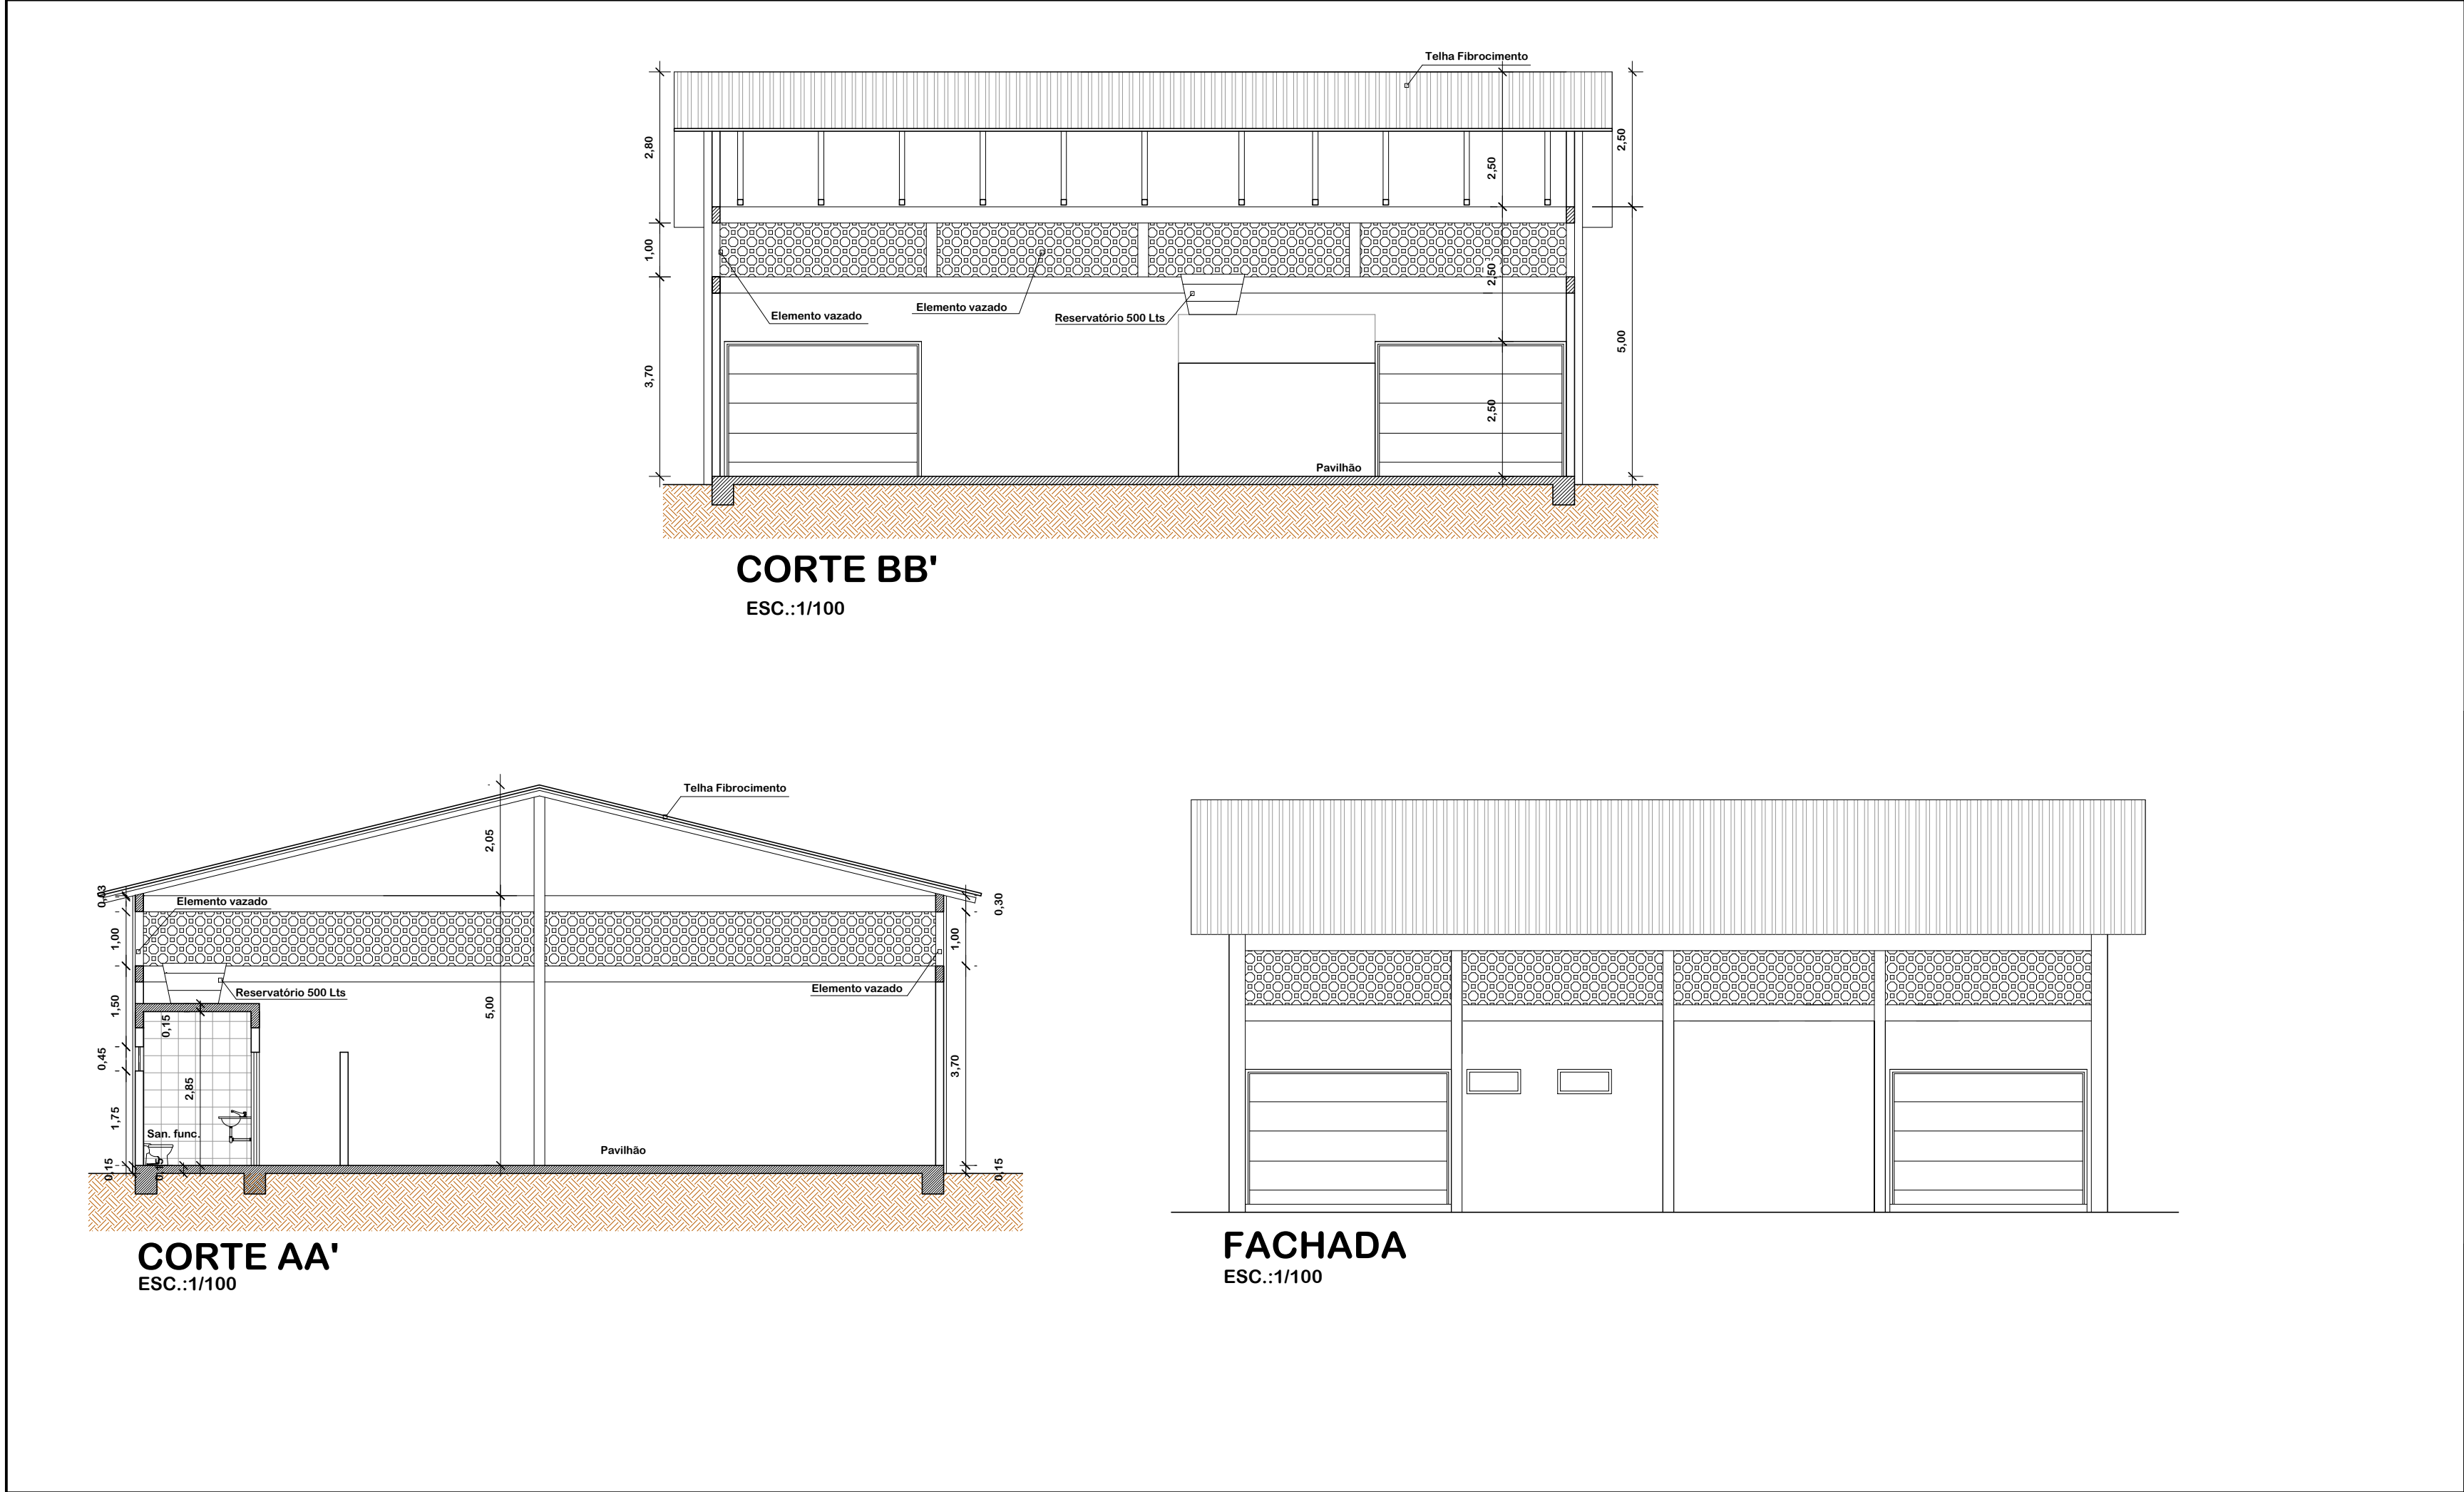 Telha Fibrocimento
2,80
2,50
2,50
1,00
2,50
Elemento vazado
Elemento vazado
Reservatório 500 Lts
3,70
5,00
2,50
Pavilhão
CORTE BB'
ESC.:1/100
Telha Fibrocimento
2,05
0,03
Elemento vazado
0,30
1,00
1,00
Reservatório 500 Lts
Elemento vazado
1,50
5,00
0,15
0,45
3,70
2,85
1,75
San. func.
Pavilhão
0,15
0,15
0,15
CORTE AA'
ESC.:1/100
FACHADA
ESC.:1/100